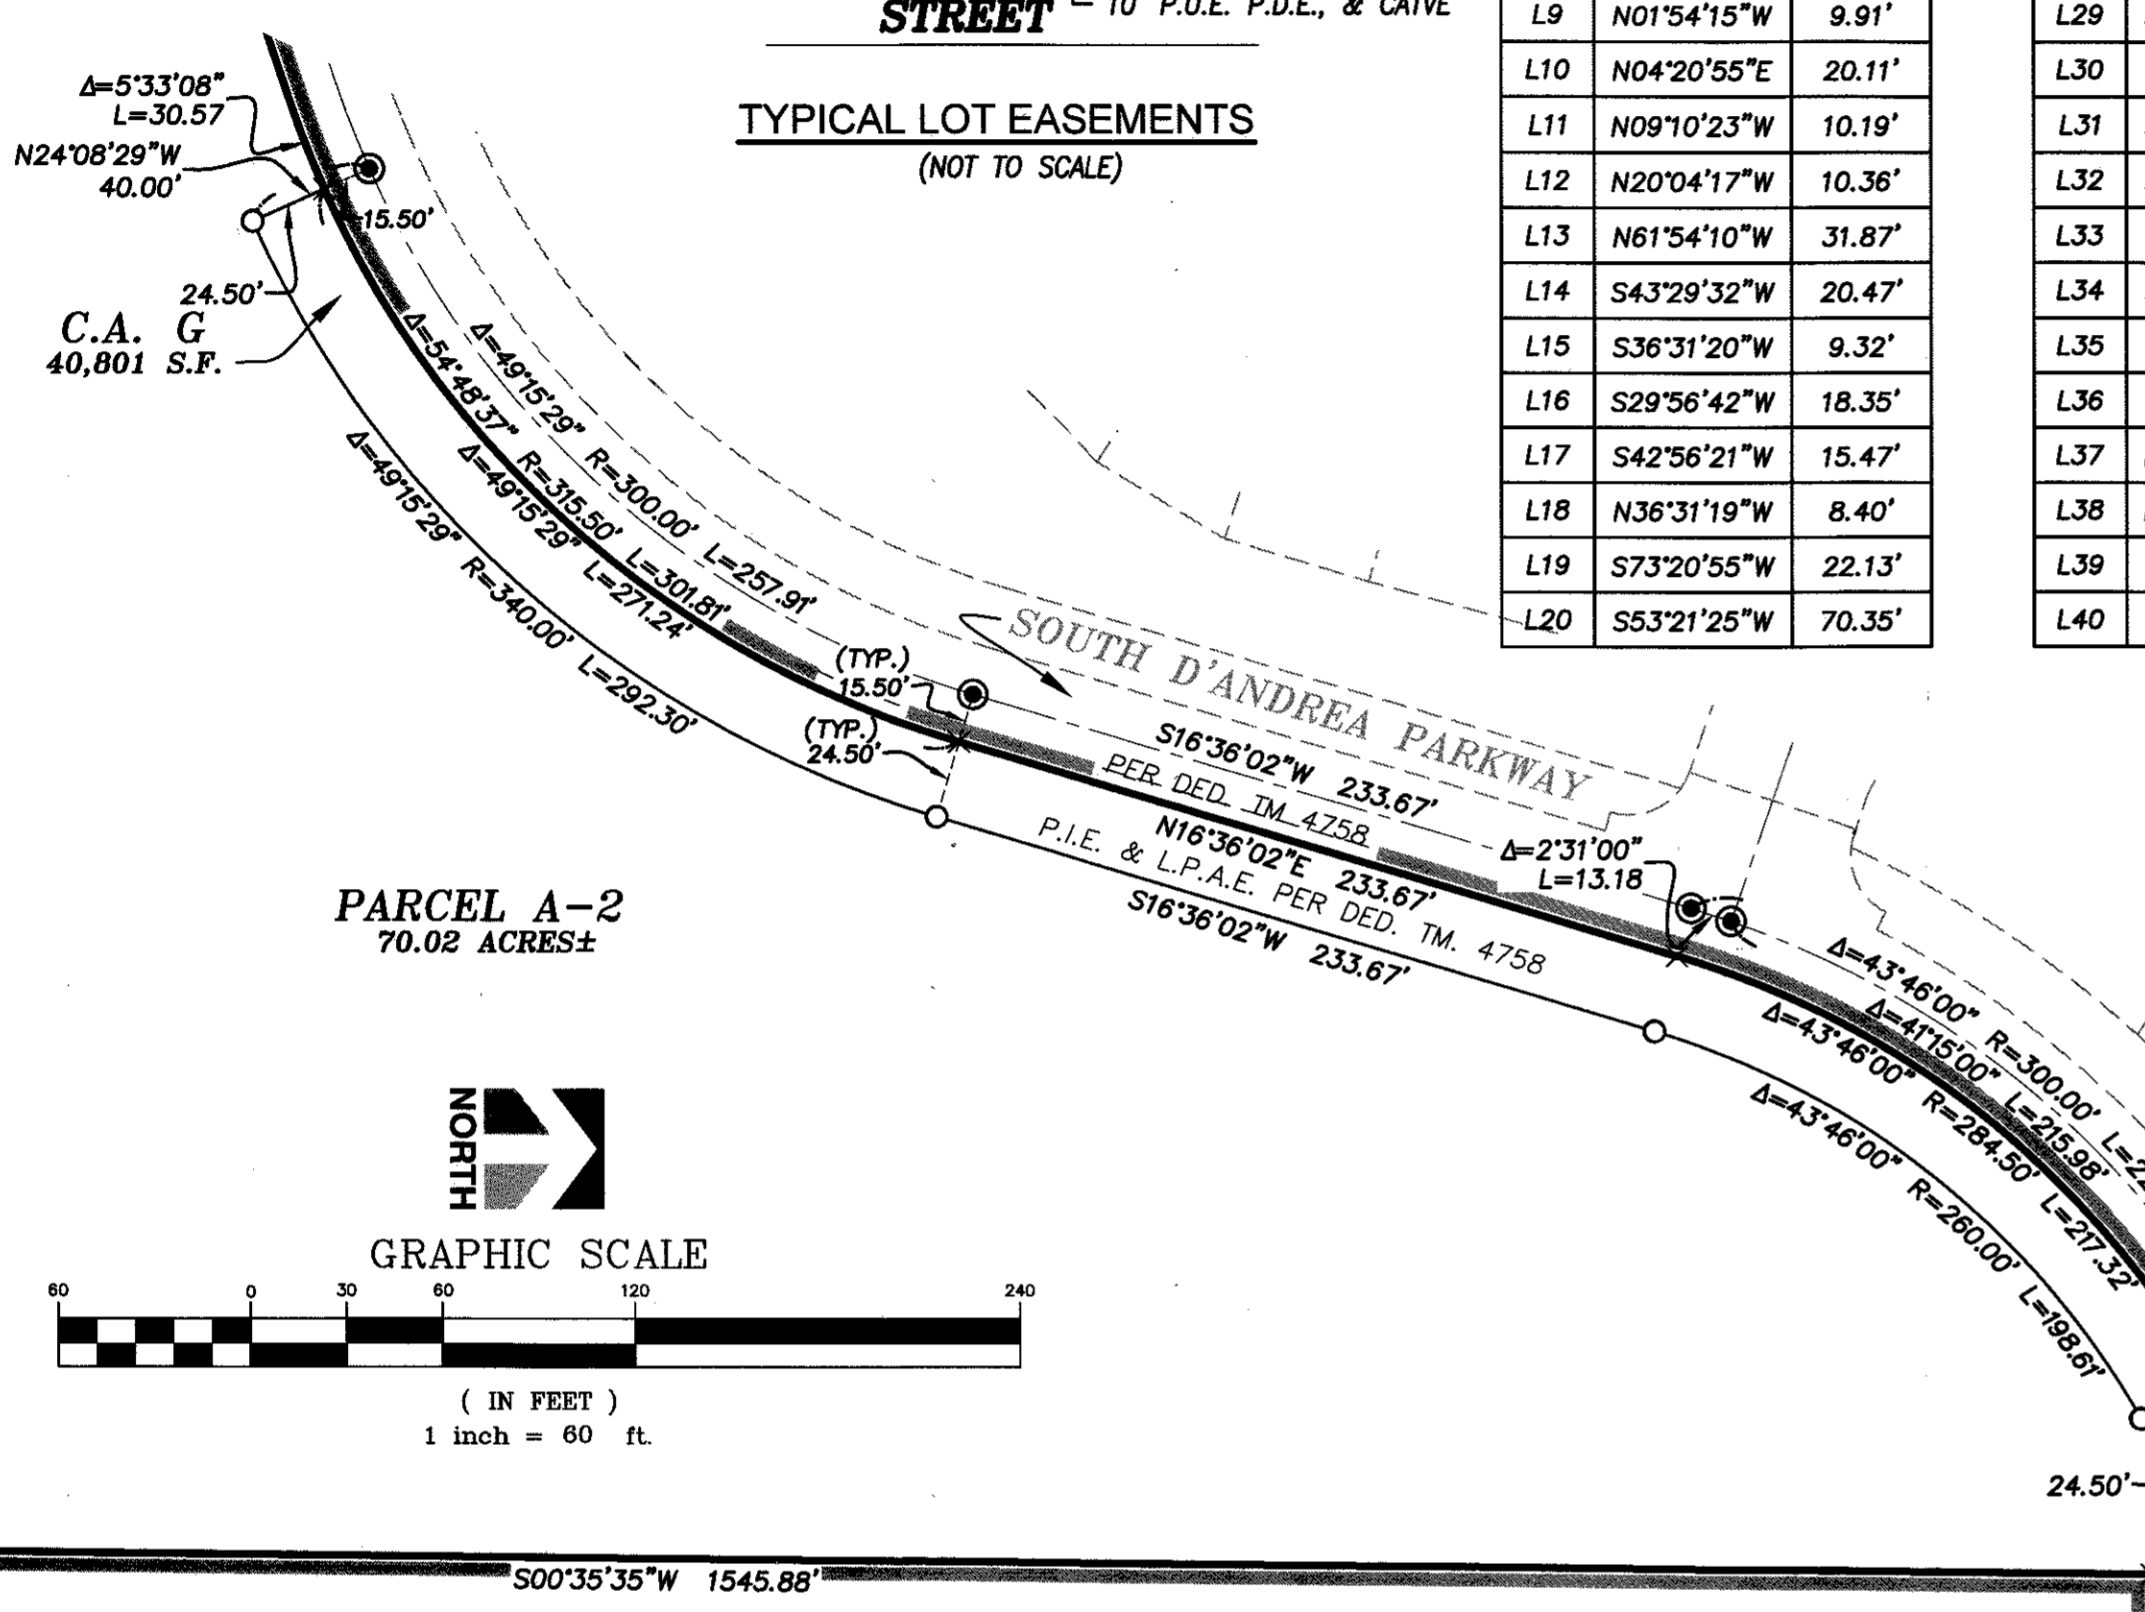 STREET
10' P.U.E. P.D.E., & CATVE
TYPICAL LOT EASEMENTS
(NOT TO SCALE)
L9 N01°54'15"W 9.91'
L10 N04°20'55"E 20.11'
L11 N09°10'23"W 10.19'
L12 N20°04'17"W 10.36'
L13 N61°54'10"W 31.87'
L14 S43°29'32"W 20.47'
L15 S36°31'20"W 9.32'
L16 S29°56'42"W 18.35'
L17 S42°56'21"W 15.47'
L18 N36°31'19"W 8.40'
L19 S73°20'55"W 22.13'
L20 S53°21'25"W 70.35'
L29
L30
L31
L32
L33
L34
L35
L36
L37
L38
L39
L40
Δ=5°33'08"
L=30.57
N24°08'29"W
40.00'
15.50'
24.50'
C.A. G
40,801 S.F.
Δ=49°15'29" R=300.00' L=257.91'
Δ=54°48'37" R=315.50' L=301.81'
Δ=49°15'29" L=271.24'
Δ=49°15'29" R=340.00' L=292.30'
(TYP.)
15.50'
(TYP.)
24.50'
SOUTH D'ANDREA PARKWAY
S16°36'02"W 233.67'
PER DED. TM 4758
N16°36'02"E 233.67'
P.I.E. & L.P.A.E. PER DED. TM. 4758
S16°36'02"W 233.67'
Δ=2°31'00"
L=13.18
Δ=43°46'00" R=300.00' L=22
Δ=41°15'00" L=215.98'
Δ=43°46'00" R=284.50' L=217.32'
Δ=43°46'00" R=260.00' L=198.61'
24.50'
PARCEL A-2
70.02 ACRES±
NORTH
GRAPHIC SCALE
60 0 30 60 120 240
( IN FEET )
1 inch = 60 ft.
S00°35'35"W 1545.88'